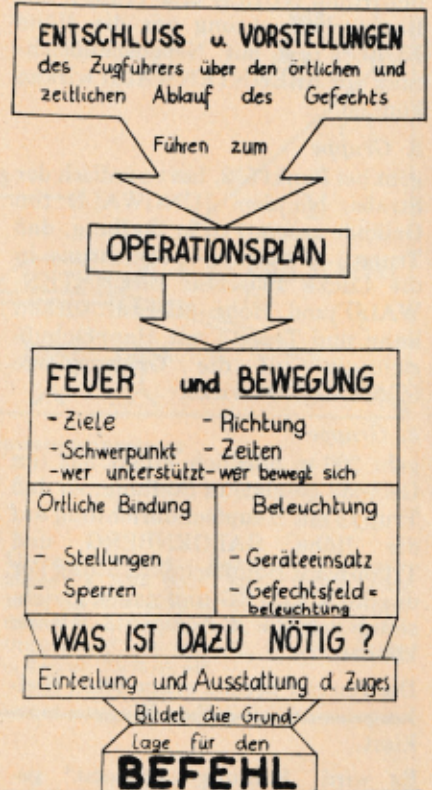 ENTSCHLUSS u. VORSTELLUNGEN
des Zugführers über den örtlichen und
zeitlichen Ablauf des Gefechts
Führen zum
OPERATIONSPLAN
FEUER und BEWEGUNG
- Ziele - Richtung
- Schwerpunkt - Zeiten
- wer unterstützt - wer bewegt sich
Örtliche Bindung
- Stellungen
- Sperren
Beleuchtung
- Geräteeinsatz
- Gefechtsfeld=
beleuchtung
WAS IST DAZU NÖTIG ?
Einteilung und Ausstattung d. Zuges
Bildet die Grund-
lage für den
BEFEHL